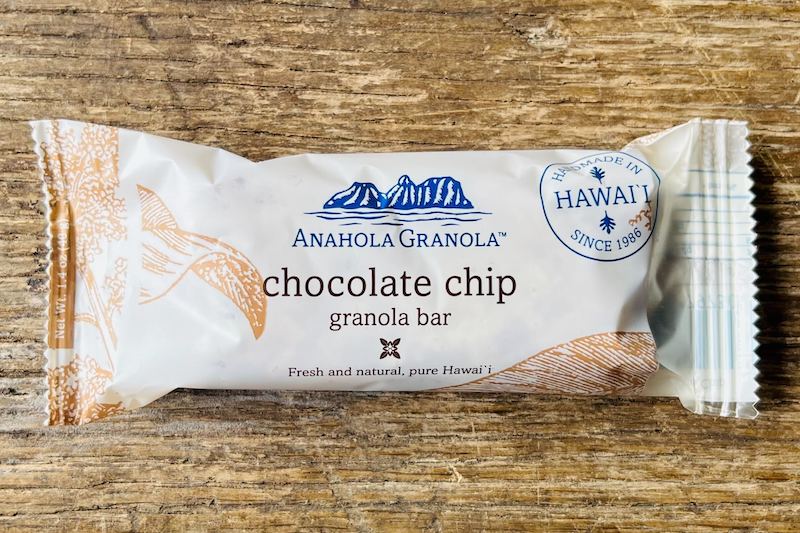 ANAHOLA GRANOLA™
chocolate chip
granola bar
Fresh and natural, pure Hawai`i
HANDMADE IN
HAWAI`I
SINCE 1986